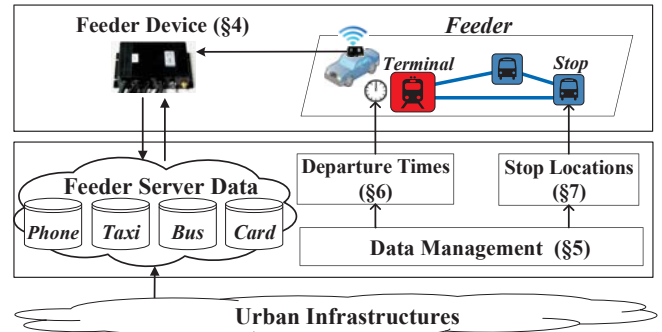 Feeder Device (§4)
Feeder
Terminal
Stop
Feeder Server Data
Phone
Taxi
Bus
Card
Departure Times
(§6)
Stop Locations
(§7)
Data Management (§5)
Urban Infrastructures